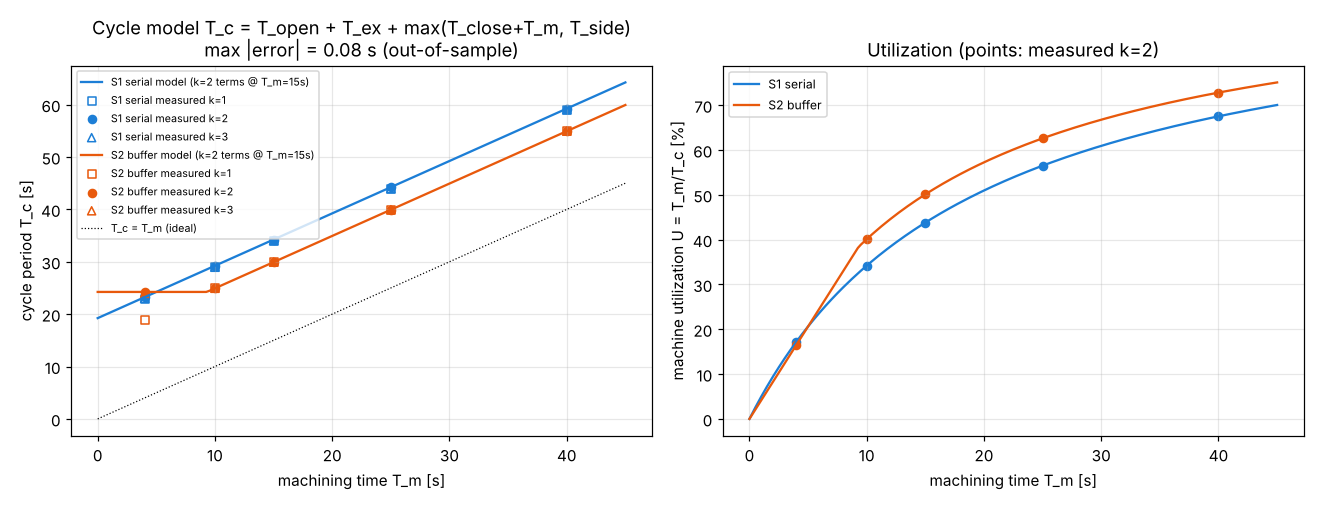 Cycle model T_c = T_open + T_ex + max(T_close+T_m, T_side)
max |error| = 0.08 s (out-of-sample)
S1 serial model (k=2 terms @ T_m=15s)
S1 serial measured k=1
S1 serial measured k=2
S1 serial measured k=3
S2 buffer model (k=2 terms @ T_m=15s)
S2 buffer measured k=1
S2 buffer measured k=2
S2 buffer measured k=3
T_c = T_m (ideal)
cycle period T_c [s]
60
50
40
30
20
10
0
0 10 20 30 40
machining time T_m [s]
Utilization (points: measured k=2)
S1 serial
S2 buffer
machine utilization U = T_m/T_c [%]
70
60
50
40
30
20
10
0
0 10 20 30 40
machining time T_m [s]